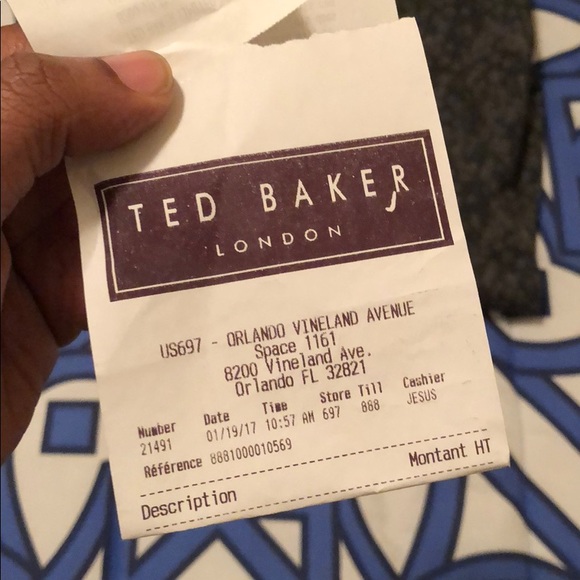 TED BAKER
LONDON
US697 - ORLANDO VINELAND AVENUE
Space 1161
8200 Vineland Ave.
Orlando FL 32821
Number Date Time Store Till Cashier
21491 01/19/17 10:57 AM 697 888 JESUS
Référence 8881000010569
Montant HT
Description